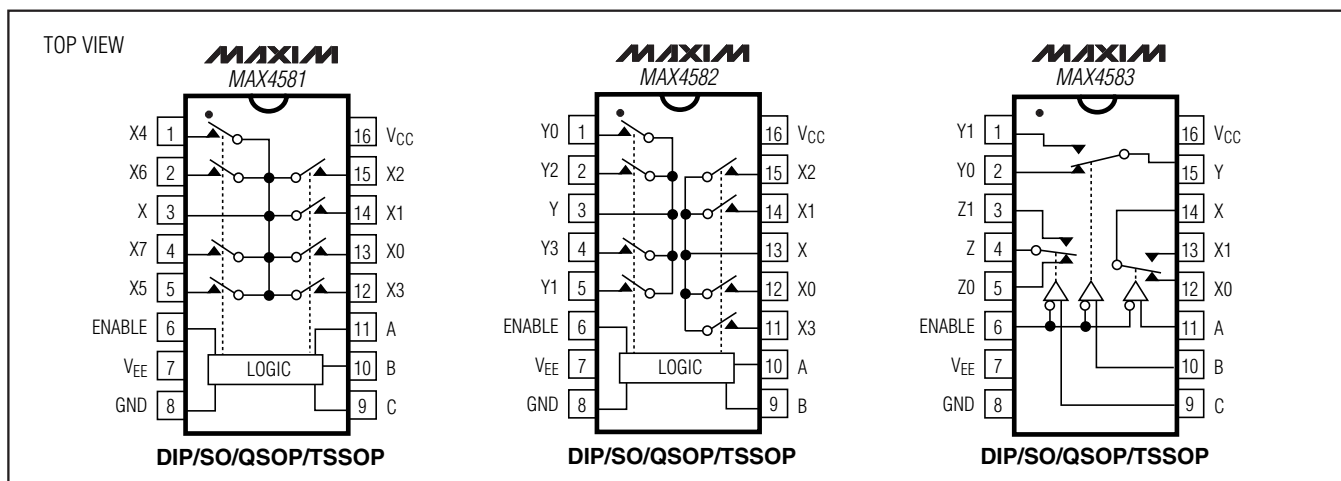 TOP VIEW
MAXIM
MAX4581
X4 1
16 VCC
X6 2
15 X2
X 3
14 X1
X7 4
13 X0
X5 5
12 X3
ENABLE 6
11 A
VEE 7
LOGIC
10 B
GND 8
9 C
DIP/SO/QSOP/TSSOP
MAXIM
MAX4582
Y0 1
16 VCC
Y2 2
15 X2
Y 3
14 X1
Y3 4
13 X
Y1 5
12 X0
ENABLE 6
11 X3
VEE 7
LOGIC
10 A
GND 8
9 B
DIP/SO/QSOP/TSSOP
MAXIM
MAX4583
Y1 1
16 VCC
Y0 2
15 Y
Z1 3
14 X
Z 4
13 X1
Z0 5
12 X0
ENABLE 6
11 A
VEE 7
10 B
GND 8
9 C
DIP/SO/QSOP/TSSOP